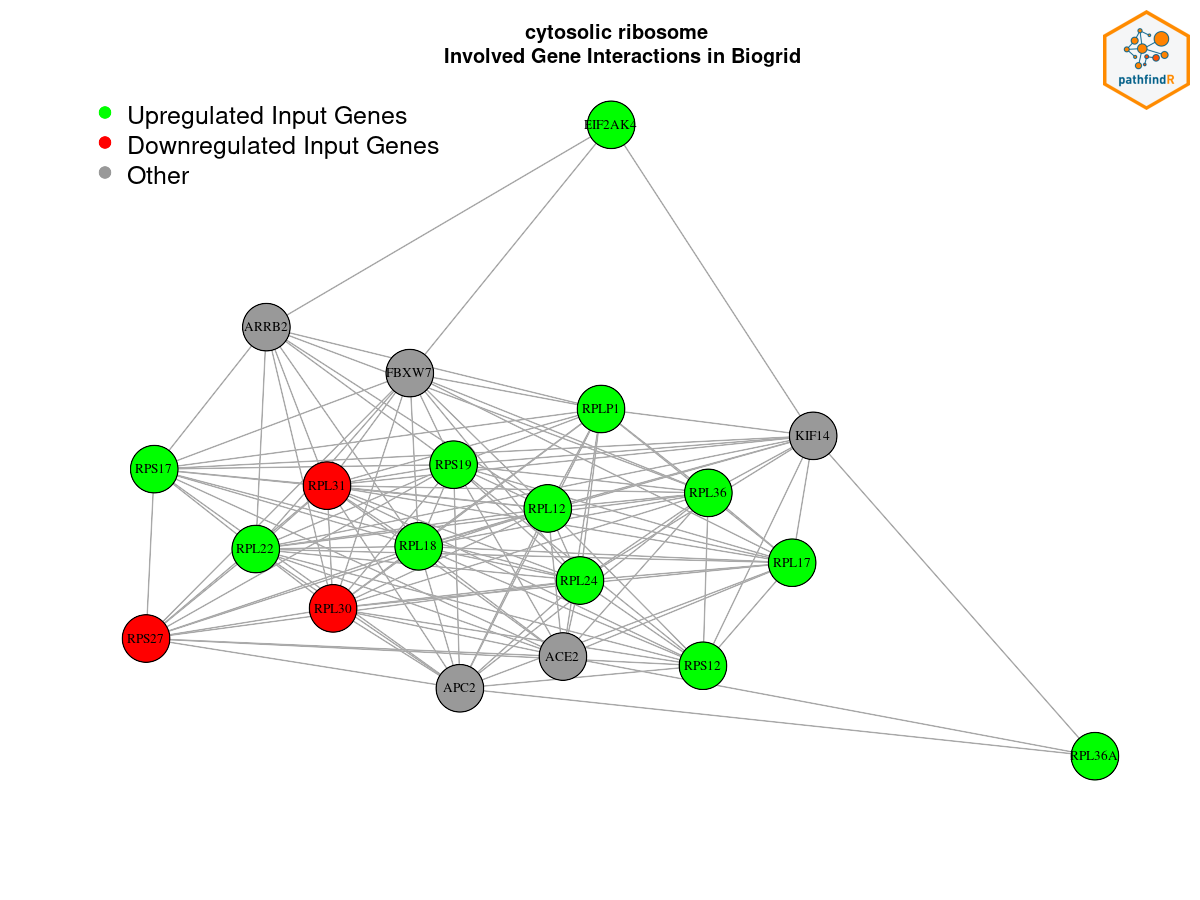 cytosolic ribosome
Involved Gene Interactions in Biogrid
pathfindR
Upregulated Input Genes
Downregulated Input Genes
Other
EIF2AK4
ARRB2
FBXW7
RPLP1
KIF14
RPS17
RPS19
RPL31
RPL36
RPL12
RPL22
RPL18
RPL17
RPL24
RPL30
RPS27
ACE2
RPS12
APC2
RPL36A